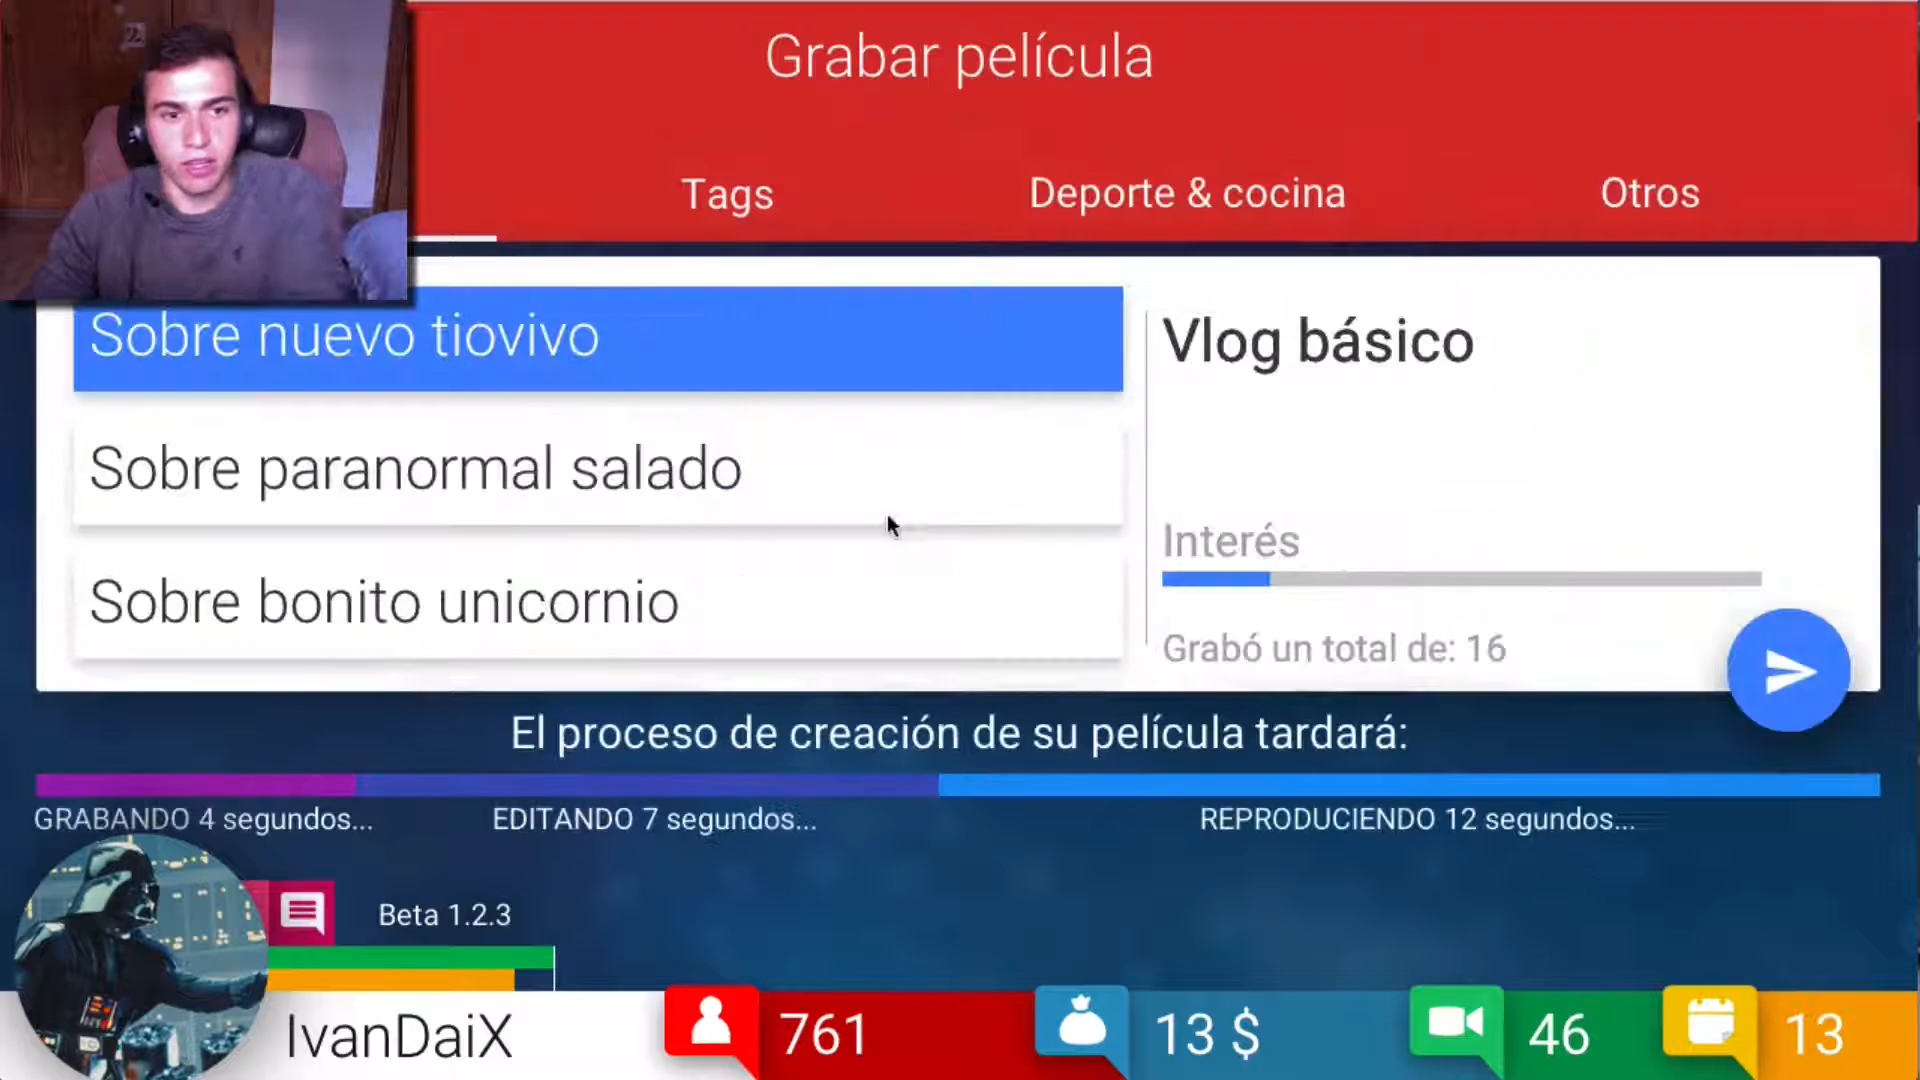 Grabar película
Tags
Deporte & cocina
Otros
Sobre nuevo tiovivo
Sobre paranormal salado
Sobre bonito unicornio
Vlog básico
Interés
Grabó un total de: 16
El proceso de creación de su película tardará:
GRABANDO 4 segundos...
EDITANDO 7 segundos...
REPRODUCIENDO 12 segundos...
Beta 1.2.3
IvanDaiX
761
13 $
46
13